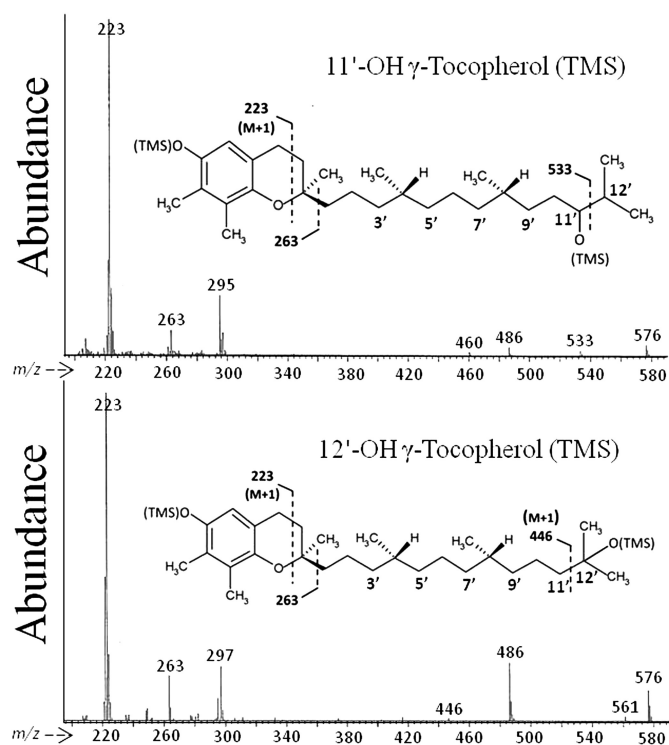 223
11'-OH γ-Tocopherol (TMS)
223
(M+1)
(TMS)O
CH₃
H₃C
H
H₃C
H
533
CH₃
12'
CH₃
H₃C
CH₃
O
263
3'
5'
7'
9'
11'
O
(TMS)
Abundance
295
263
460
486
533
576
m/z -->
220
260
300
340
380
420
460
500
540
580
223
12'-OH γ-Tocopherol (TMS)
223
(M+1)
(TMS)O
CH₃
H₃C
H
H₃C
H
(M+1)
446
CH₃
O(TMS)
12'
CH₃
H₃C
CH₃
O
263
3'
5'
7'
9'
11'
Abundance
263
297
446
486
561
576
m/z -->
220
260
300
340
380
420
460
500
540
580